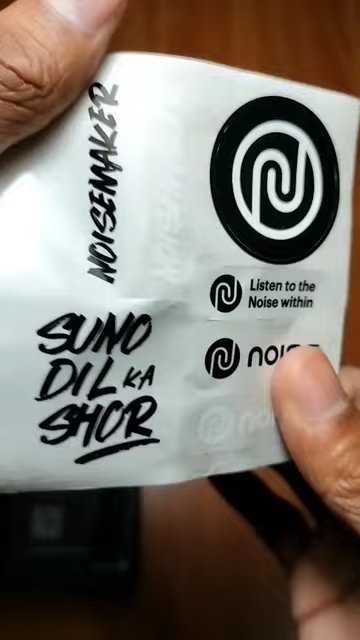 NOISEMAKER
SUNO
DIL KA
SHOR
Listen to the
Noise within